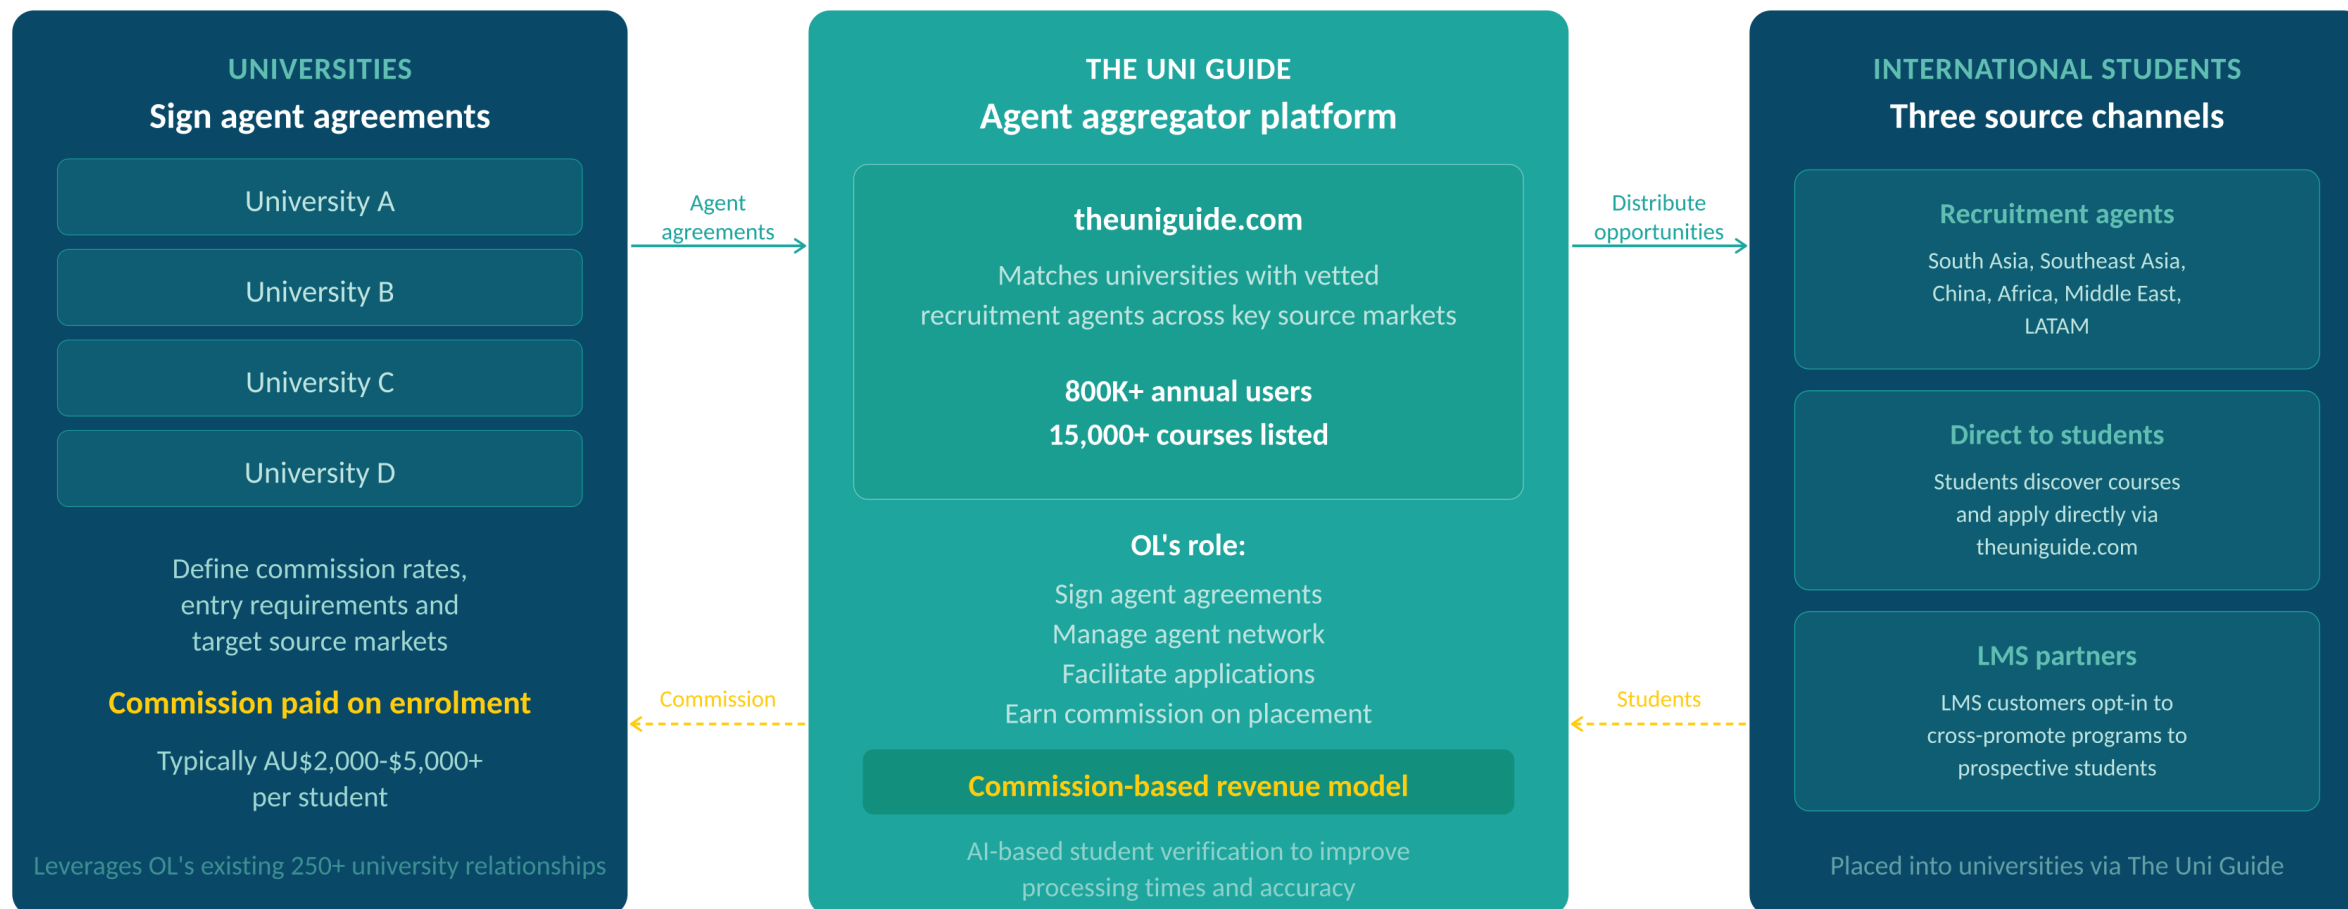 UNIVERSITIES
Sign agent agreements
University A
University B
University C
University D
Define commission rates,
entry requirements and
target source markets
Commission paid on enrolment
Typically AU$2,000-$5,000+
per student
Leverages OL's existing 250+ university relationships
Agent
agreements
Commission
THE UNI GUIDE
Agent aggregator platform
theuniguide.com
Matches universities with vetted
recruitment agents across key source markets
800K+ annual users
15,000+ courses listed
OL's role:
Sign agent agreements
Manage agent network
Facilitate applications
Earn commission on placement
Commission-based revenue model
AI-based student verification to improve
processing times and accuracy
Distribute
opportunities
Students
INTERNATIONAL STUDENTS
Three source channels
Recruitment agents
South Asia, Southeast Asia,
China, Africa, Middle East,
LATAM
Direct to students
Students discover courses
and apply directly via
theuniguide.com
LMS partners
LMS customers opt-in to
cross-promote programs to
prospective students
Placed into universities via The Uni Guide